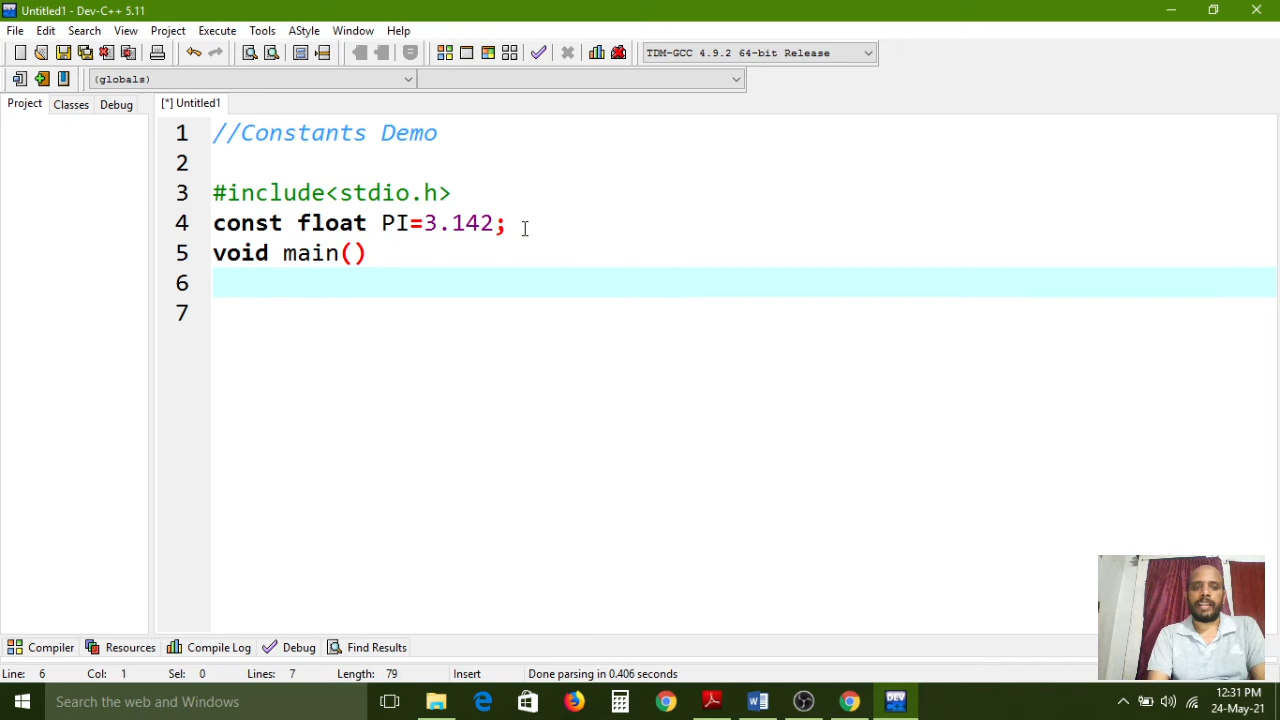 Untitled1 - Dev-C++ 5.11
File Edit Search View Project Execute Tools AStyle Window Help
TDM-GCC 4.9.2 64-bit Release
(globals)
Project Classes Debug [*] Untitled1
1 //Constants Demo
2
3 #include<stdio.h>
4 const float PI=3.142;
5 void main()
6
7
Compiler Resources Compile Log Debug Find Results
Line: 6 Col: 1 Sel: 0 Lines: 7 Length: 79 Insert Done parsing in 0.406 seconds
Search the web and Windows
DEV
12:31 PM
24-May-21